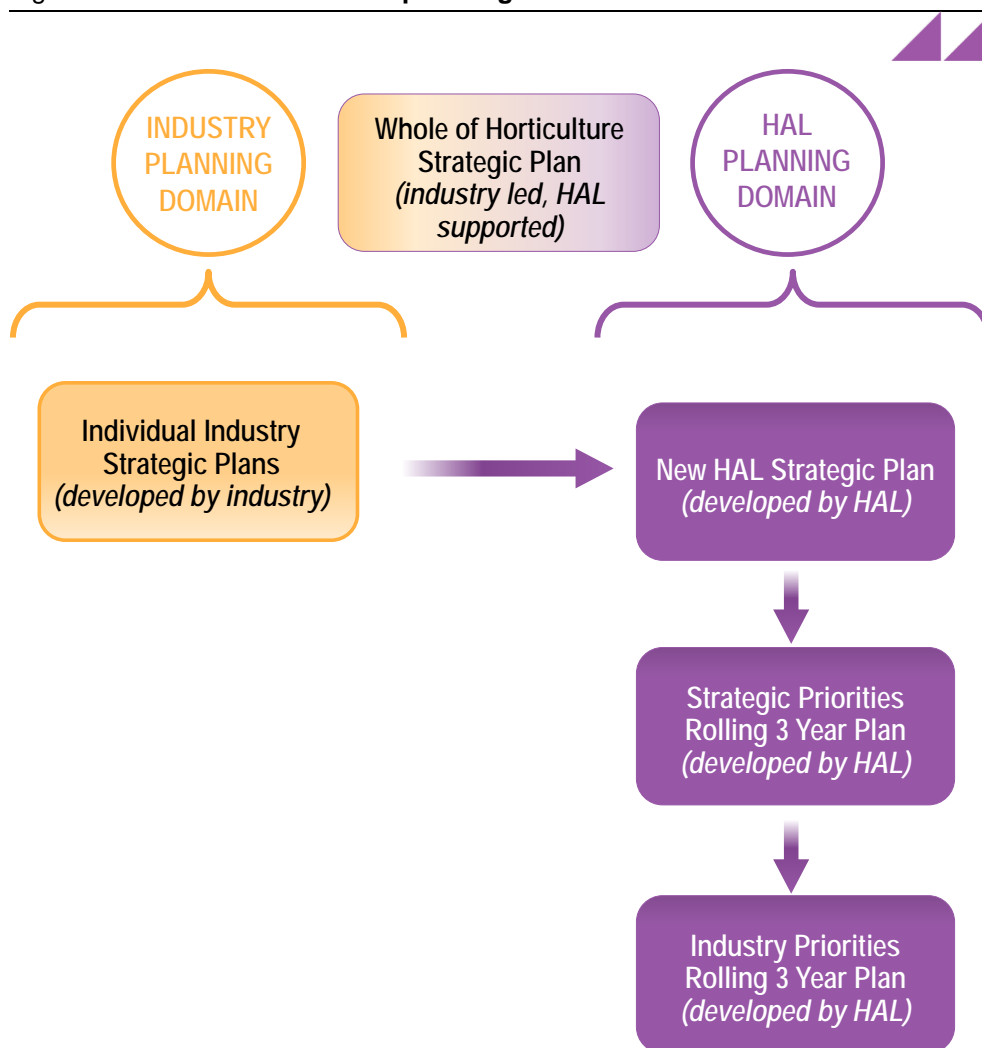 INDUSTRY
PLANNING
DOMAIN
Whole of Horticulture
Strategic Plan
(industry led, HAL
supported)
HAL
PLANNING
DOMAIN
Individual Industry
Strategic Plans
(developed by industry)
New HAL Strategic Plan
(developed by HAL)
Strategic Priorities
Rolling 3 Year Plan
(developed by HAL)
Industry Priorities
Rolling 3 Year Plan
(developed by HAL)